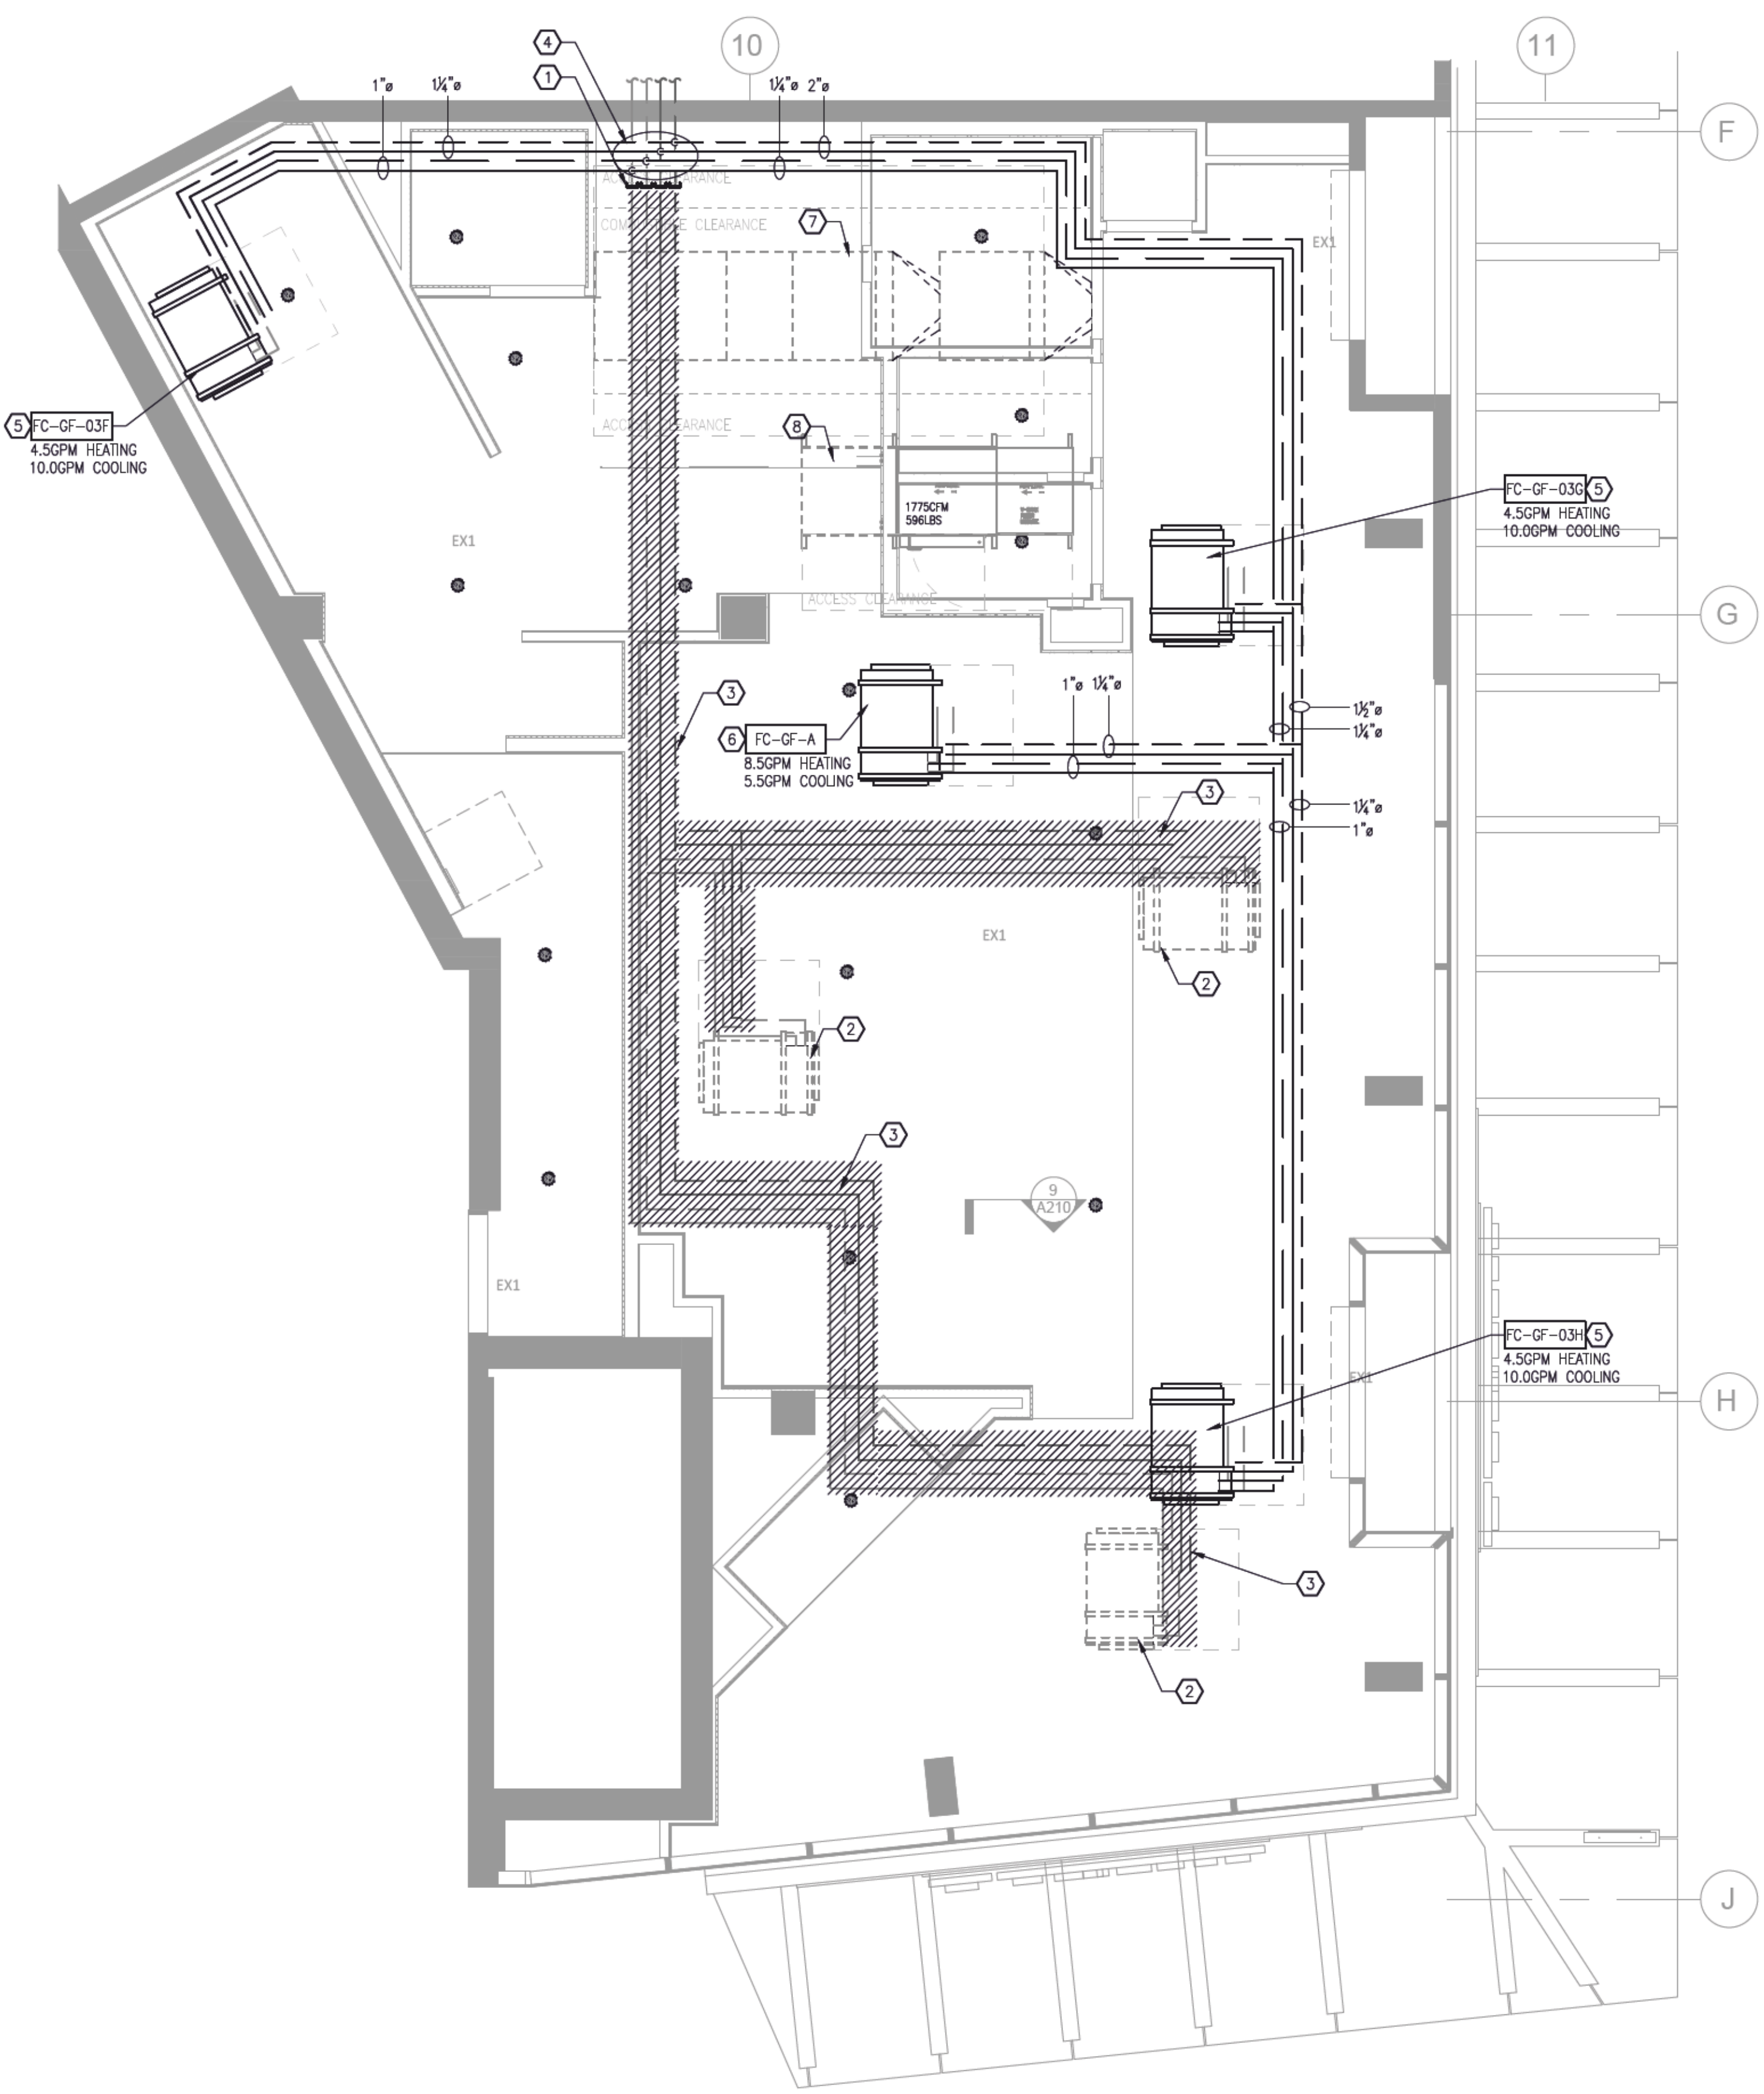 4
10
11
1
1"ø
1¼"ø
1¼"ø
2"ø
F
COM
CLEARANCE
7
EX1
5
FC-GF-03F
4.5GPM HEATING
10.0GPM COOLING
8
FC-GF-03G
5
4.5GPM HEATING
10.0GPM COOLING
1775CFM
596LBS
EX1
ACCESS CLEARANCE
G
3
1"ø
1¼"ø
1½"ø
1¼"ø
6
FC-GF-A
8.5GPM HEATING
5.5GPM COOLING
3
1¼"ø
1"ø
EX1
2
2
3
9
A210
EX1
FC-GF-03H
5
4.5GPM HEATING
10.0GPM COOLING
EX1
H
3
2
J